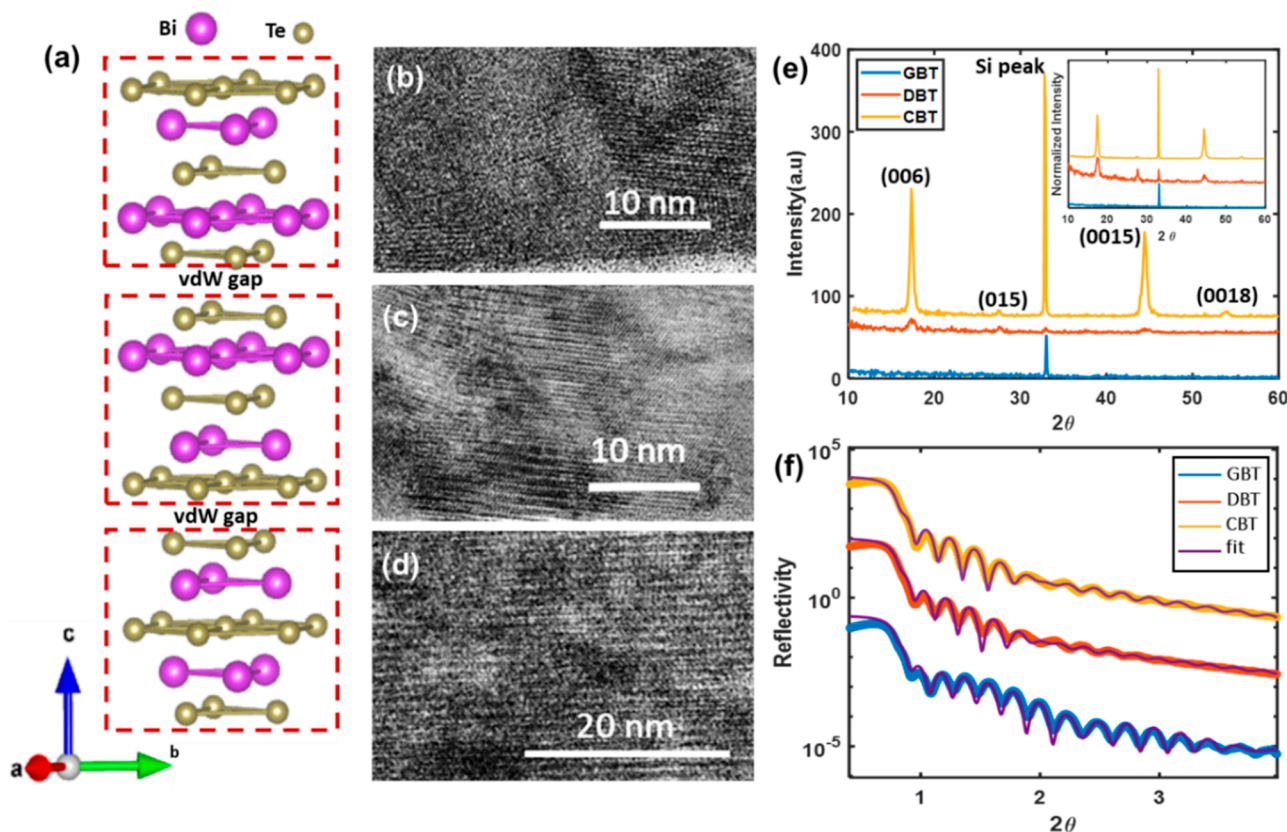 (a)
Bi
Te
vdW gap
vdW gap
C
a
b
(b)
10 nm
(c)
10 nm
(d)
20 nm
(e)
400
300
200
100
0
Intensity(a.u)
10
20
30
40
50
60
2θ
GBT
DBT
CBT
Si peak
(006)
(015)
(0015)
(0018)
Normalized Intensity
10
20
30
40
50
60
2 θ
(f)
10^5
10^0
10^-5
Reflectivity
1
2
3
2θ
GBT
DBT
CBT
fit